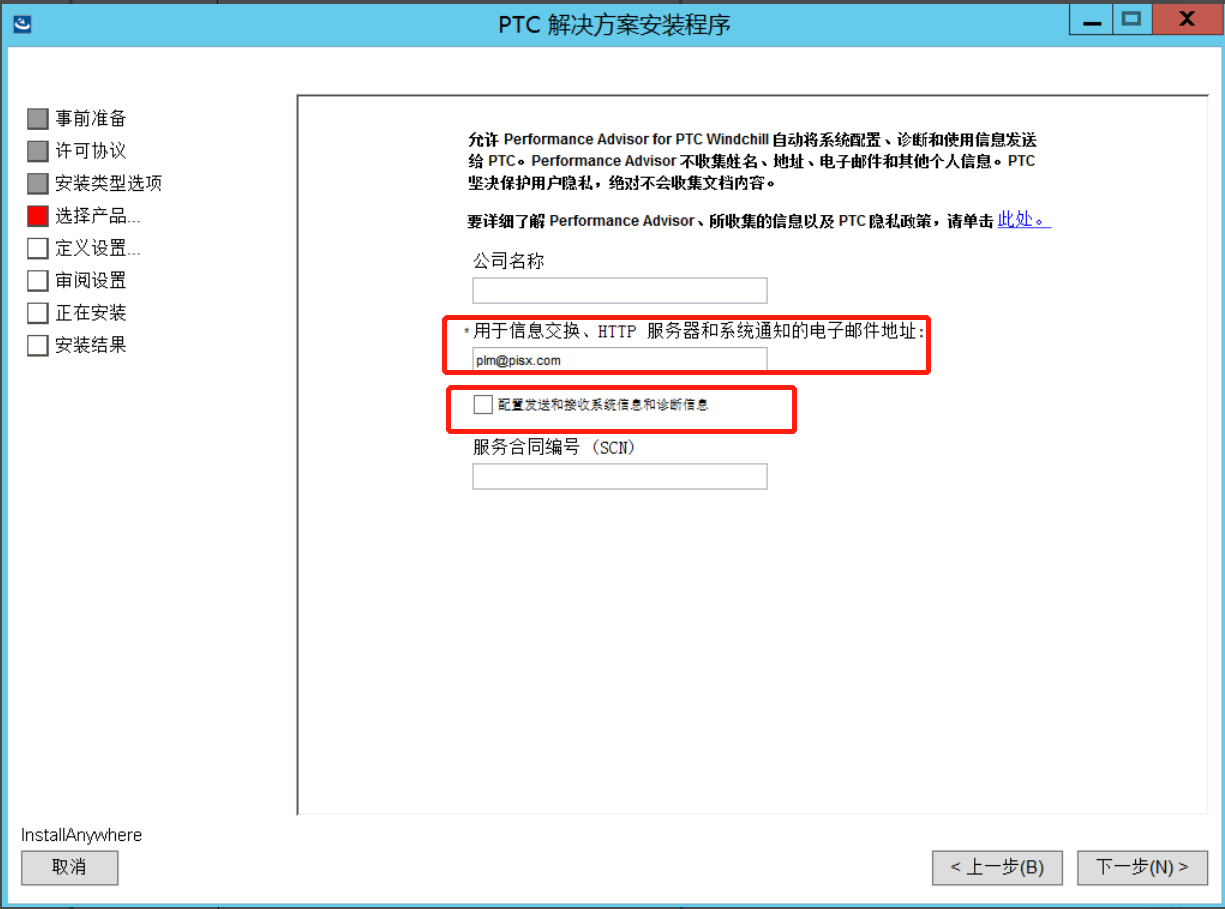 PTC 解决方案安装程序
事前准备
许可协议
安装类型选项
选择产品...
定义设置...
审阅设置
正在安装
安装结果
允许 Performance Advisor for PTC Windchill 自动将系统配置、诊断和使用信息发送
给 PTC。Performance Advisor 不收集姓名、地址、电子邮件和其他个人信息。PTC
坚决保护用户隐私，绝对不会收集文档内容。
要详细了解 Performance Advisor、所收集的信息以及 PTC 隐私政策，请单击 此处。
公司名称
*用于信息交换、HTTP 服务器和系统通知的电子邮件地址:
plm@pisx.com
配置发送和接收系统信息和诊断信息
服务合同编号 (SCN)
InstallAnywhere
取消
< 上一步(B)
下一步(N) >